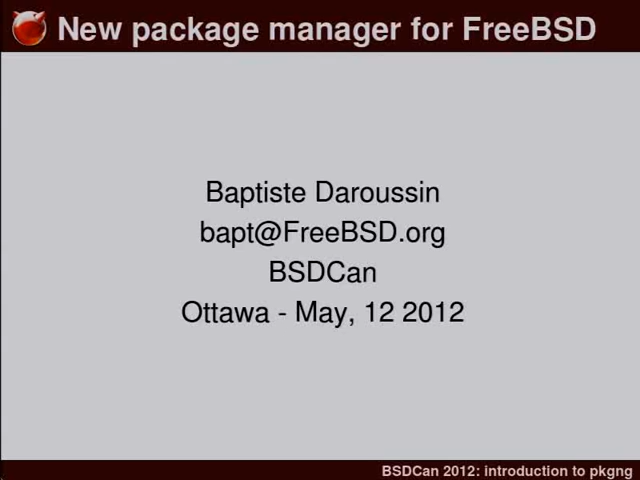 New package manager for FreeBSD
Baptiste Daroussin
bapt@FreeBSD.org
BSDCan
Ottawa - May, 12 2012
BSDCan 2012: introduction to pkgng